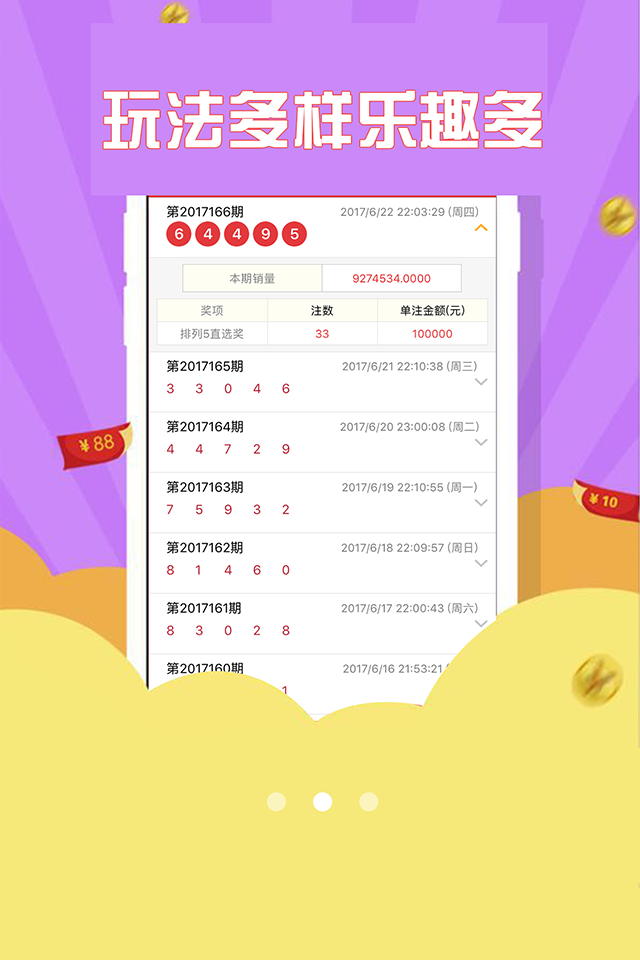 玩法多样乐趣多
第2017166期 2017/6/22 22:03:29 (周四)
6 4 4 9 5
本期销量 9274534.0000
奖项 注数 单注金额(元)
排列5直选奖 33 100000
第2017165期 2017/6/21 22:10:38 (周三)
3 3 0 4 6
第2017164期 2017/6/20 23:00:08 (周二)
4 4 7 2 9
¥88
第2017163期 2017/6/19 22:10:55 (周一)
7 5 9 3 2
¥10
第2017162期 2017/6/18 22:09:57 (周日)
8 1 4 6 0
第2017161期 2017/6/17 22:00:43 (周六)
8 3 0 2 8
第2017160期 2017/6/16 21:53:21
1